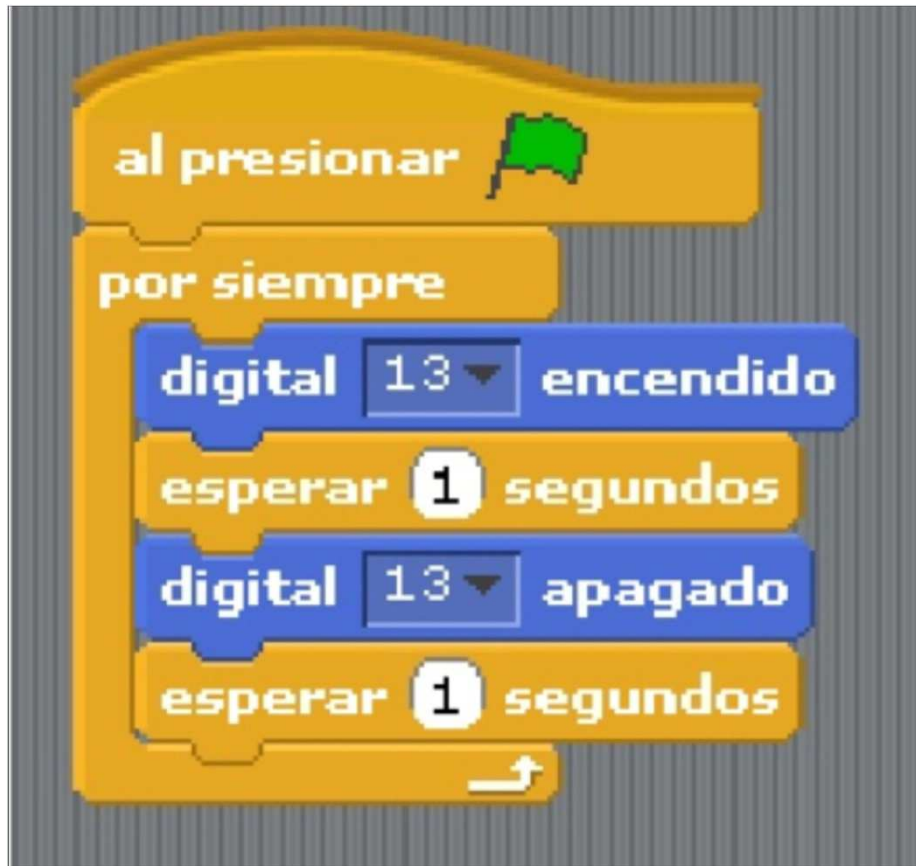 al presionar
por siempre
digital 13 encendido
esperar 1 segundos
digital 13 apagado
esperar 1 segundos